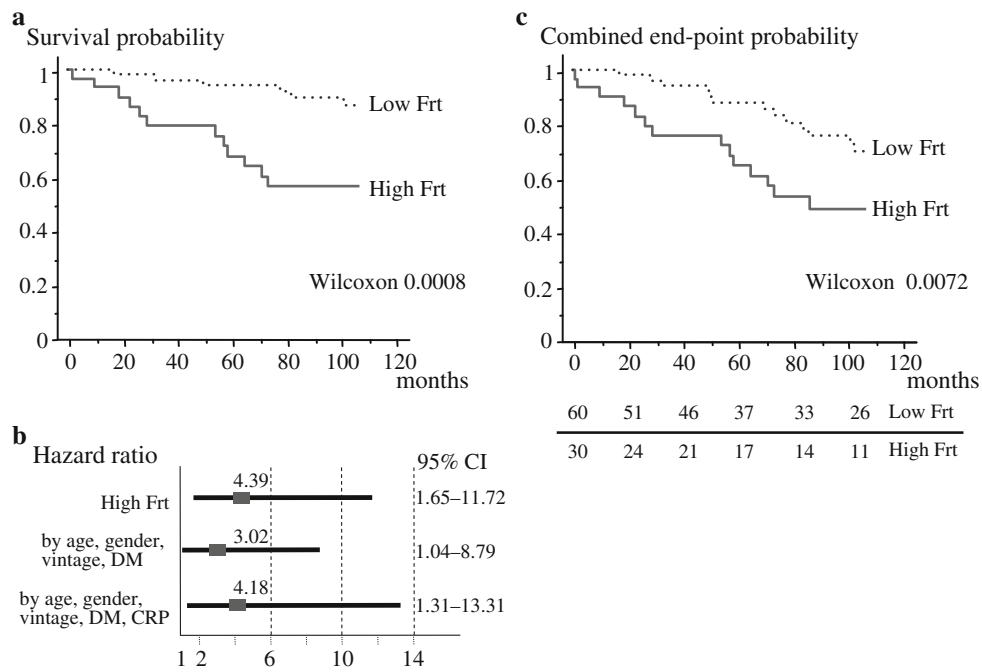 a
Survival probability
1
0.8
0.6
0.4
0.2
0
Low Frt
High Frt
Wilcoxon 0.0008
0 20 40 60 80 100 120
months
c
Combined end-point probability
1
0.8
0.6
0.4
0.2
0
Low Frt
High Frt
Wilcoxon 0.0072
0 20 40 60 80 100 120
months
60 51 46 37 33 26 Low Frt
30 24 21 17 14 11 High Frt
b
Hazard ratio
95% CI
High Frt 4.39 1.65–11.72
by age, gender,
vintage, DM 3.02 1.04–8.79
by age, gender,
vintage, DM, CRP 4.18 1.31–13.31
1 2 6 10 14